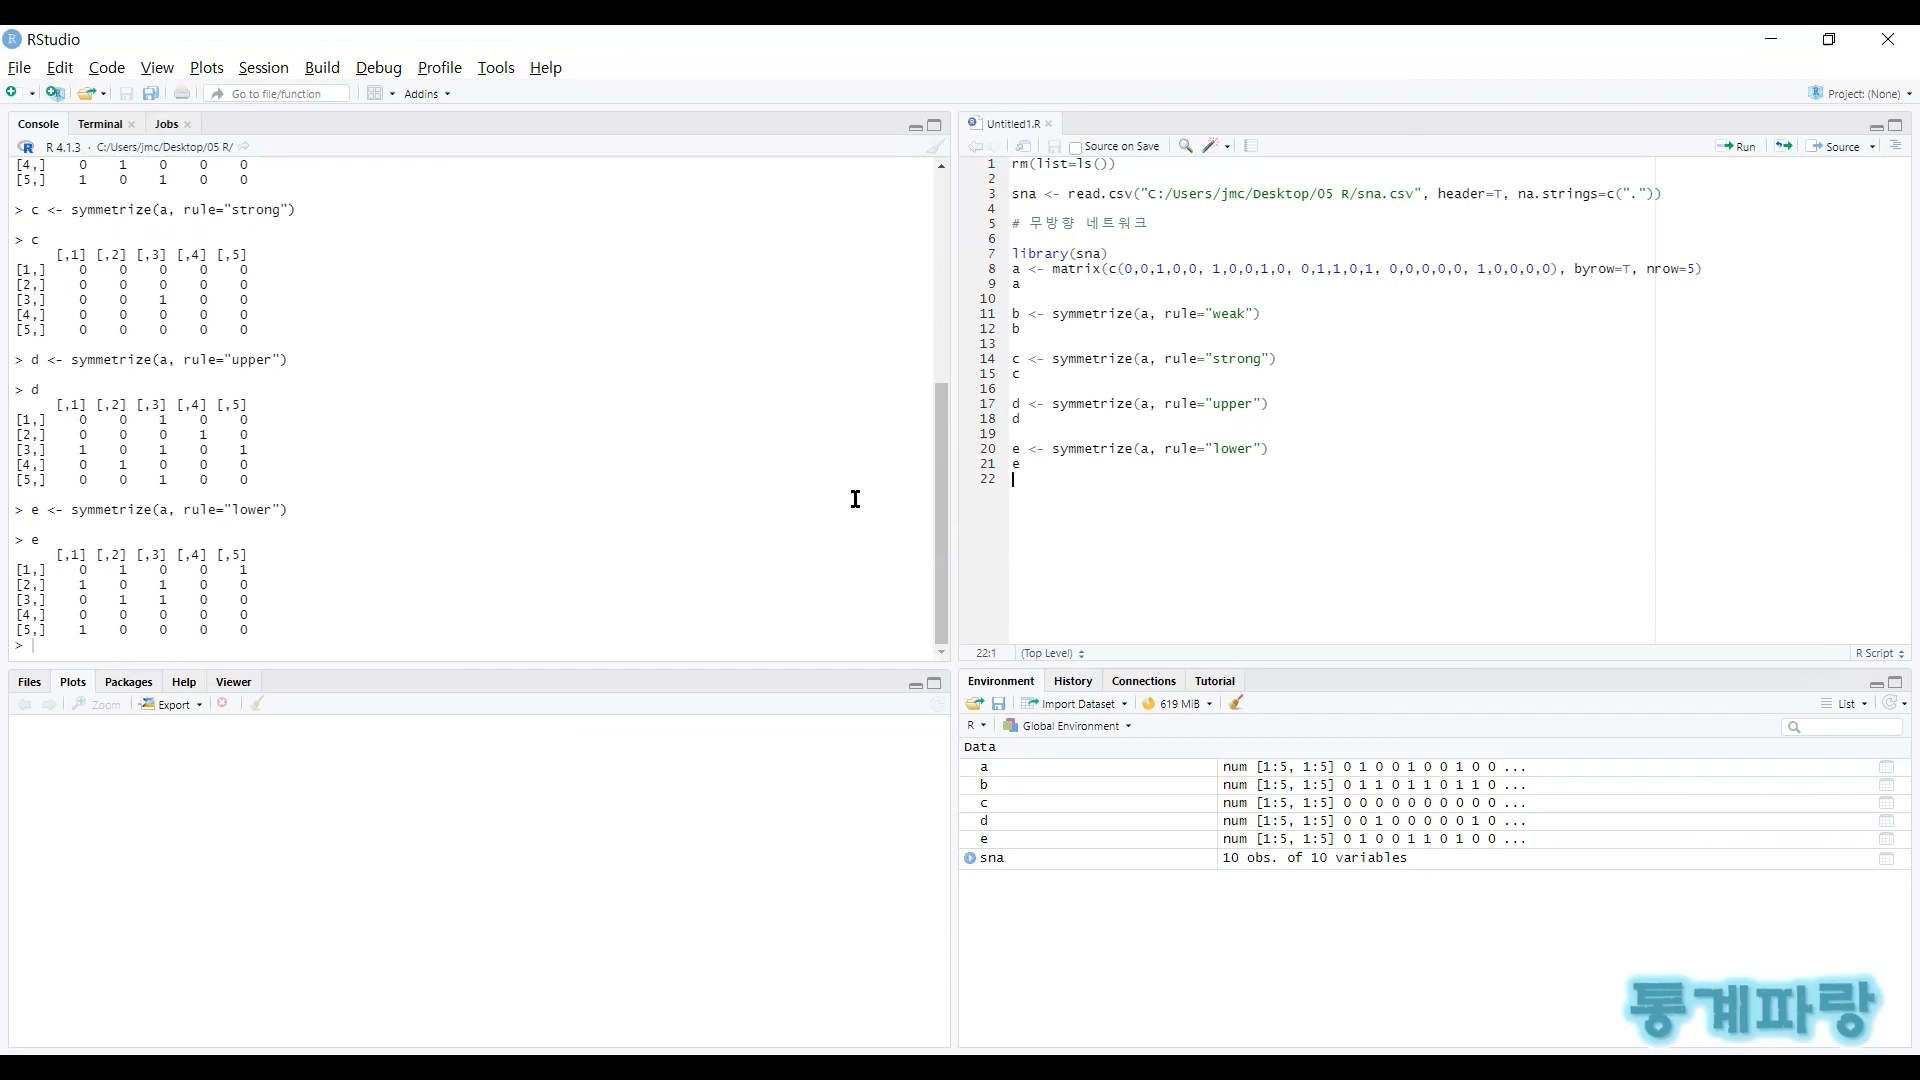 RStudio
File Edit Code View Plots Session Build Debug Profile Tools Help
Go to file/function Addins Project: (None)
Console Terminal Jobs
R 4.1.3 · C:/Users/jmc/Desktop/05 R/
[4,] 0 1 0 0 0
[5,] 1 0 1 0 0
> c <- symmetrize(a, rule="strong")
> c
[,1] [,2] [,3] [,4] [,5]
[1,] 0 0 0 0 0
[2,] 0 0 0 0 0
[3,] 0 0 1 0 0
[4,] 0 0 0 0 0
[5,] 0 0 0 0 0
> d <- symmetrize(a, rule="upper")
> d
[,1] [,2] [,3] [,4] [,5]
[1,] 0 0 1 0 0
[2,] 0 0 0 1 0
[3,] 1 0 1 0 1
[4,] 0 1 0 0 0
[5,] 0 0 1 0 0
> e <- symmetrize(a, rule="lower")
> e
[,1] [,2] [,3] [,4] [,5]
[1,] 0 1 0 0 1
[2,] 1 0 1 0 0
[3,] 0 1 1 0 0
[4,] 0 0 0 0 0
[5,] 1 0 0 0 0
>
Untitled1.R
Source on Save Run Source
1 rm(list=ls())
2
3 sna <- read.csv("C:/Users/jmc/Desktop/05 R/sna.csv", header=T, na.strings=c("."))
4
5 # 무방향 네트워크
6
7 library(sna)
8 a <- matrix(c(0,0,1,0,0, 1,0,0,1,0, 0,1,1,0,1, 0,0,0,0,0, 1,0,0,0,0), byrow=T, nrow=5)
9 a
10
11 b <- symmetrize(a, rule="weak")
12 b
13
14 c <- symmetrize(a, rule="strong")
15 c
16
17 d <- symmetrize(a, rule="upper")
18 d
19
20 e <- symmetrize(a, rule="lower")
21 e
22
22:1 (Top Level) R Script
Files Plots Packages Help Viewer
Zoom Export
Environment History Connections Tutorial
Import Dataset 619 MiB List
R Global Environment
Data
a num [1:5, 1:5] 0 1 0 0 1 0 0 1 0 0 ...
b num [1:5, 1:5] 0 1 1 0 1 1 0 1 1 0 ...
c num [1:5, 1:5] 0 0 0 0 0 0 0 0 0 0 ...
d num [1:5, 1:5] 0 0 1 0 0 0 0 0 1 0 ...
e num [1:5, 1:5] 0 1 0 0 1 1 0 1 0 0 ...
sna 10 obs. of 10 variables
통계파랑